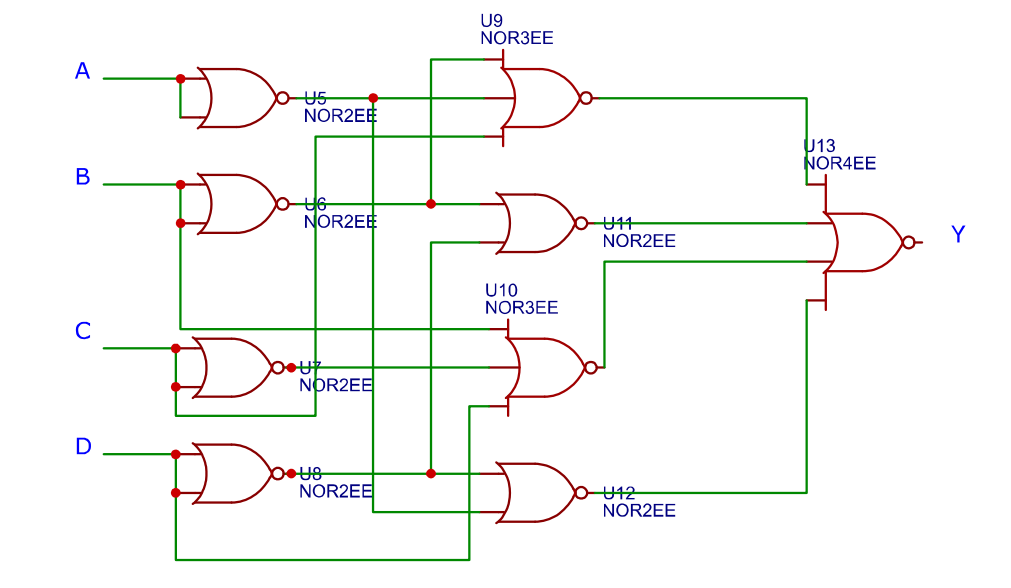 U9
NOR3EE
A
U5
NOR2EE
U13
NOR4EE
B
U6
NOR2EE
U11
NOR2EE
Y
U10
NOR3EE
C
U7
NOR2EE
D
U8
NOR2EE
U12
NOR2EE